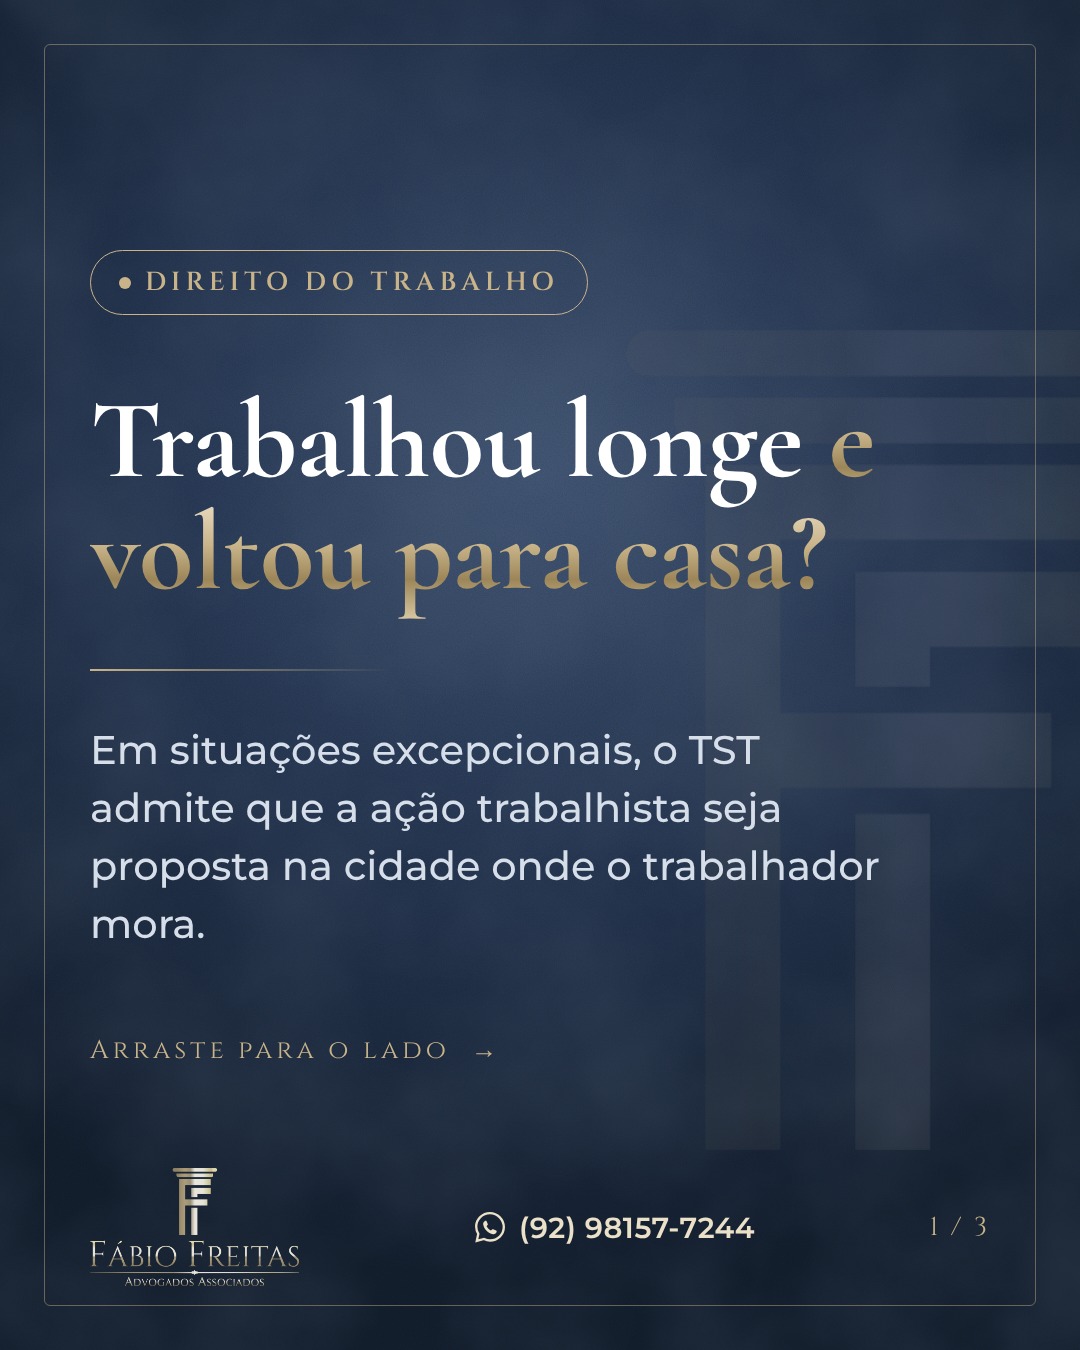 • DIREITO DO TRABALHO
Trabalhou longe e
voltou para casa?
Em situações excepcionais, o TST
admite que a ação trabalhista seja
proposta na cidade onde o trabalhador
mora.
ARRASTE PARA O LADO →
FÁBIO FREITAS
ADVOGADOS ASSOCIADOS
(92) 98157-7244
1 / 3